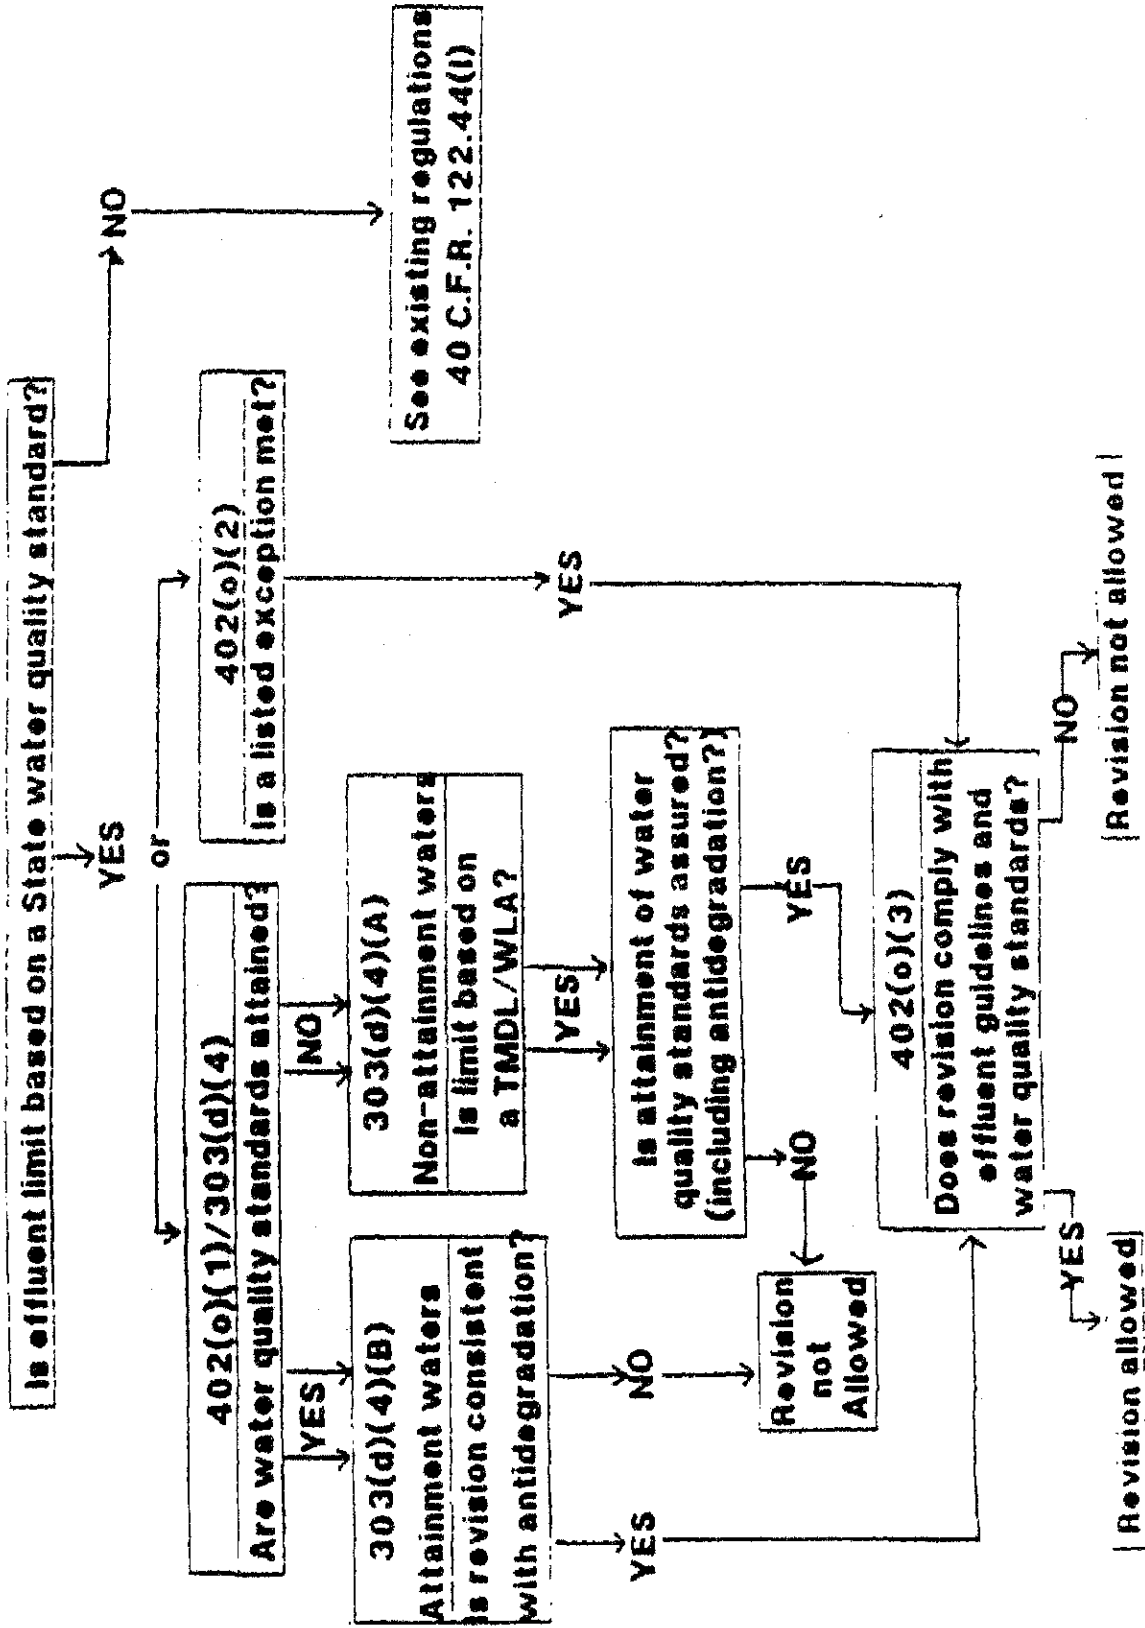 Is effluent limit based on a State water quality standard?
YES
NO
or
402(o)(1)/303(d)(4)
Are water quality standards attained?
402(o)(2)
Is a listed exception met?
See existing regulations
40 C.F.R. 122.44(l)
YES
NO
303(d)(4)(B)
Attainment waters
Is revision consistent
with antidegradation?
303(d)(4)(A)
Non-attainment waters
Is limit based on
a TMDL/WLA?
YES
YES
NO
YES
Is attainment of water
quality standards assured?
(including antidegradation?)
NO
YES
Revision
not
Allowed
402(o)(3)
Does revision comply with
effluent guidelines and
water quality standards?
YES
NO
Revision allowed
Revision not allowed